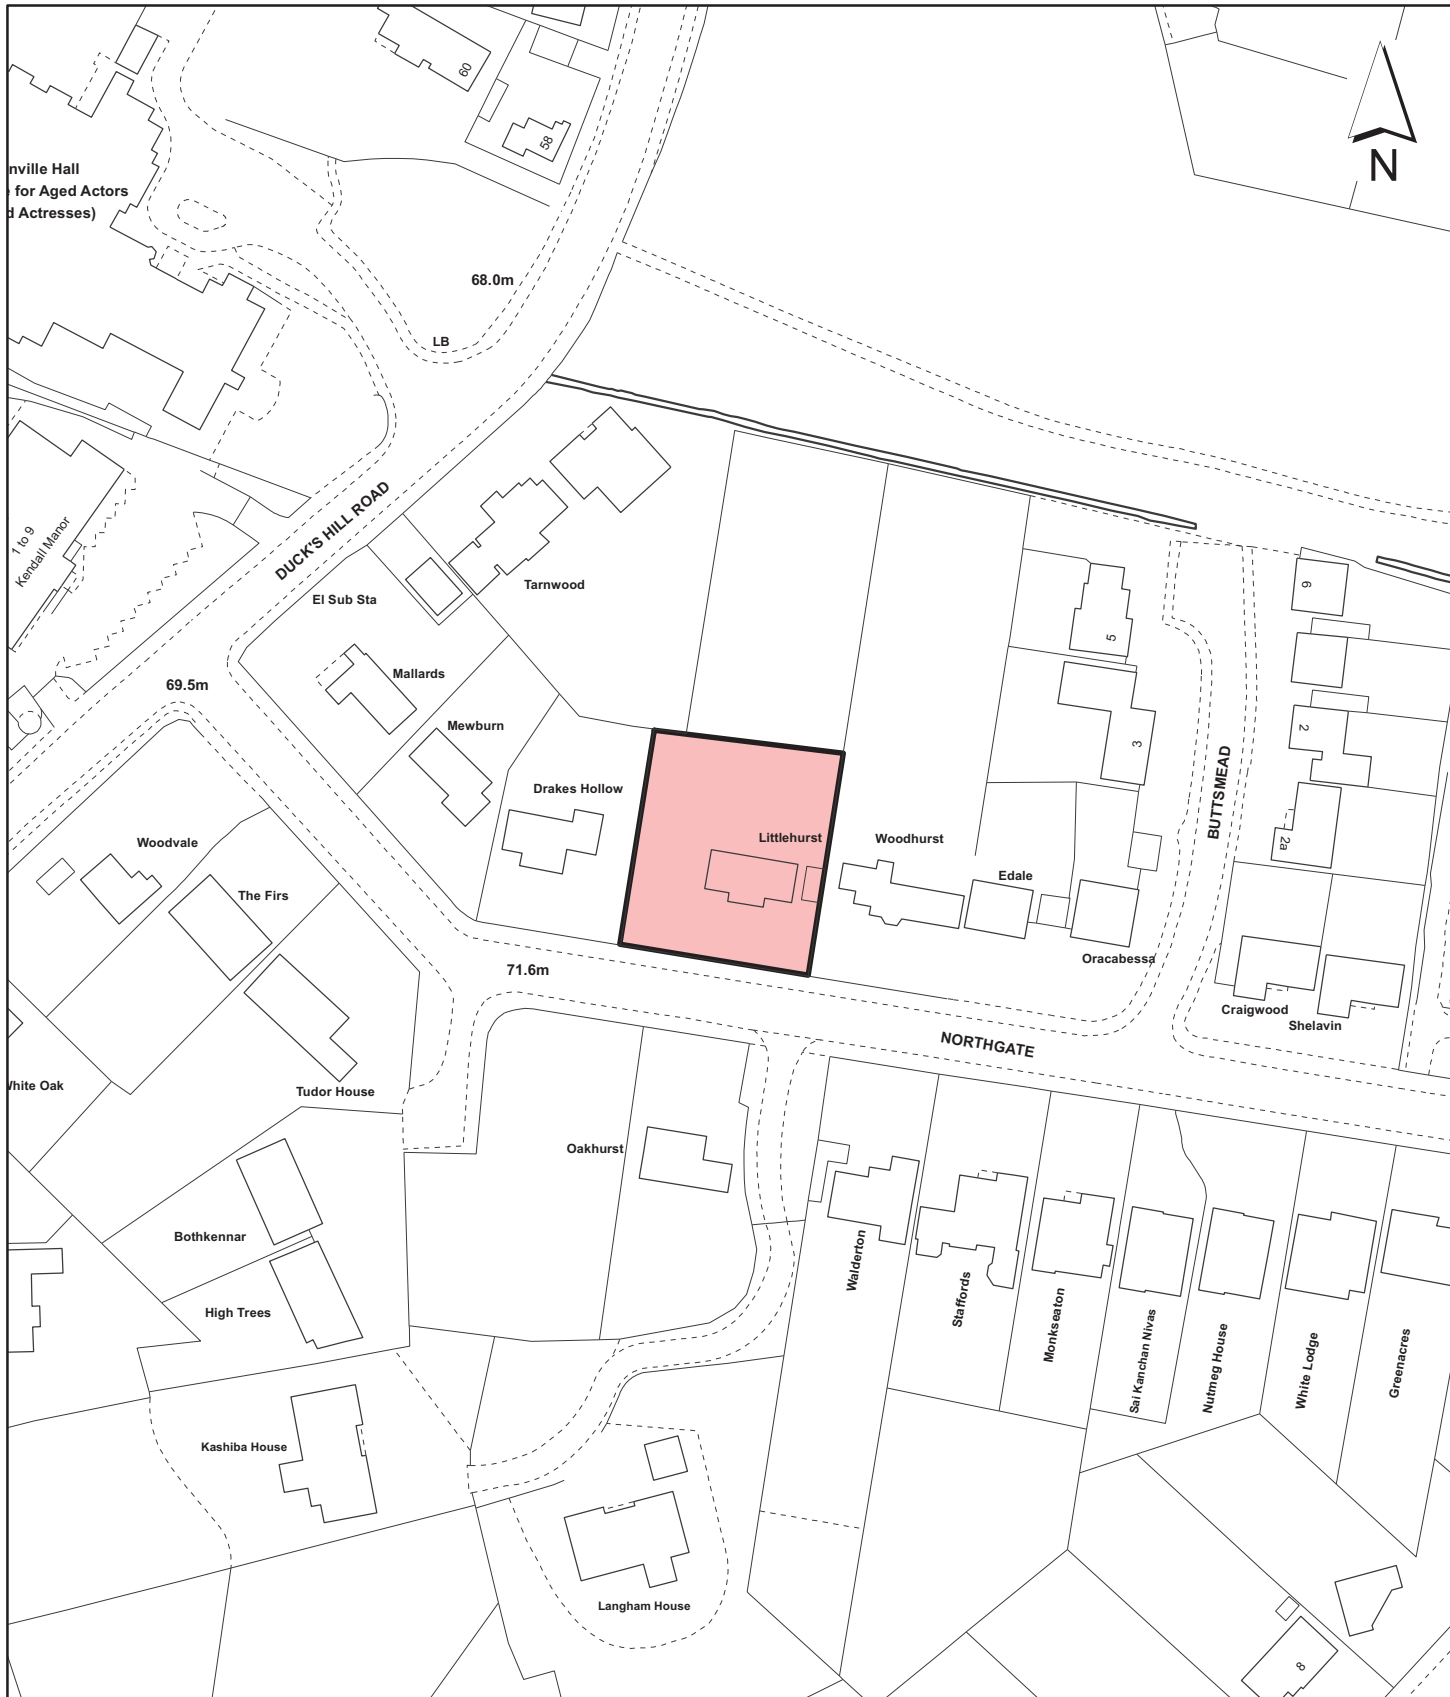 60
58
N
nville Hall
for Aged Actors
d Actresses)
68.0m
LB
DUCK'S HILL ROAD
1 to 9
Kendall Manor
El Sub Sta
Tarnwood
Mallards
69.5m
Mewburn
5
6
3
2
BUTTSMEAD
Drakes Hollow
Littlehurst
Woodhurst
Edale
2a
Woodvale
The Firs
Oracabessa
71.6m
Craigwood
Shelavin
NORTHGATE
White Oak
Tudor House
Oakhurst
Bothkennar
High Trees
Walderton
Staffords
Monkseaton
Sai Kanchan Nivas
Nutmeg House
White Lodge
Greenacres
Kashiba House
Langham House
8